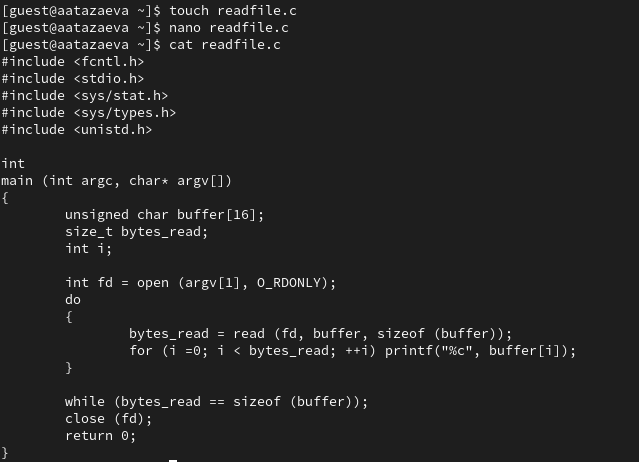 [guest@aatazaeva ~]$ touch readfile.c
[guest@aatazaeva ~]$ nano readfile.c
[guest@aatazaeva ~]$ cat readfile.c
#include <fcntl.h>
#include <stdio.h>
#include <sys/stat.h>
#include <sys/types.h>
#include <unistd.h>

int
main (int argc, char* argv[])
{
        unsigned char buffer[16];
        size_t bytes_read;
        int i;

        int fd = open (argv[1], O_RDONLY);
        do
        {
                bytes_read = read (fd, buffer, sizeof (buffer));
                for (i =0; i < bytes_read; ++i) printf("%c", buffer[i]);
        }

        while (bytes_read == sizeof (buffer));
        close (fd);
        return 0;
}